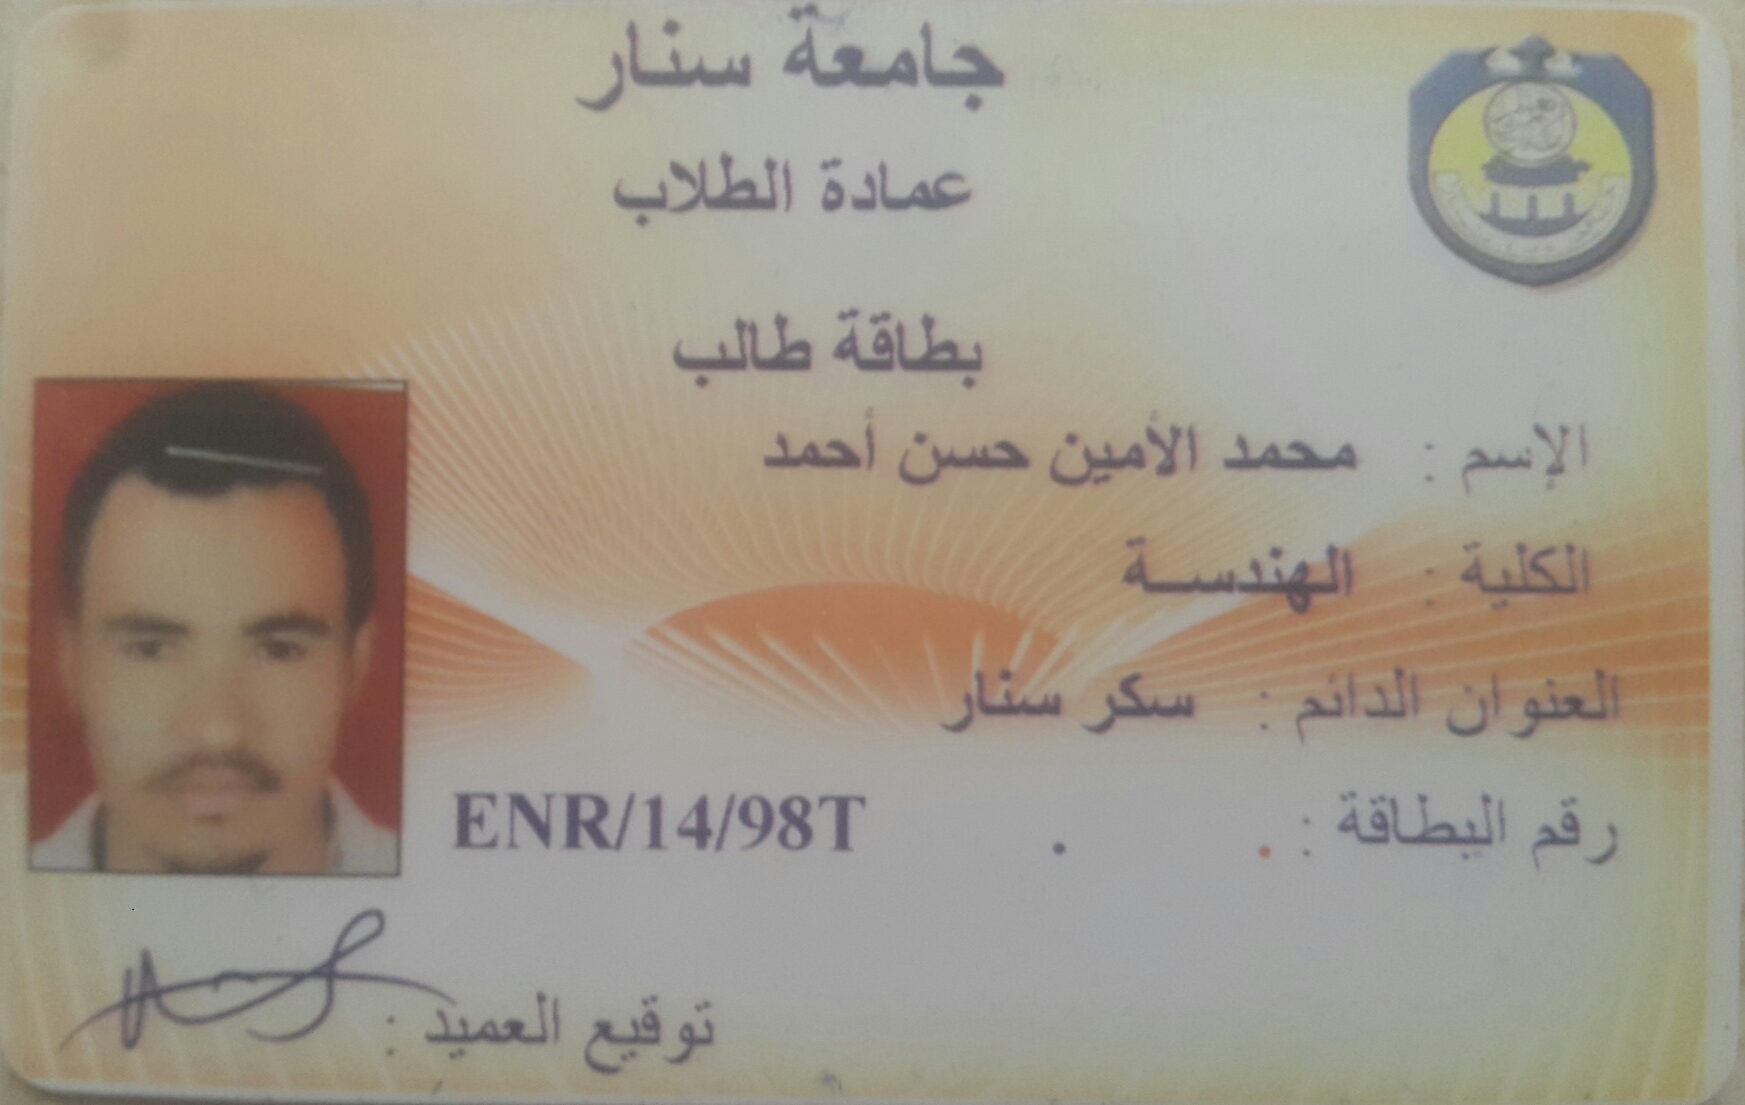 جامعة سنار
عمادة الطلاب
بطاقة طالب
الإسم : محمد الأمين حسن أحمد
الكلية : الهندسة
العنوان الدائم : سكر سنار
رقم البطاقة : ENR/14/98T
توقيع العميد :